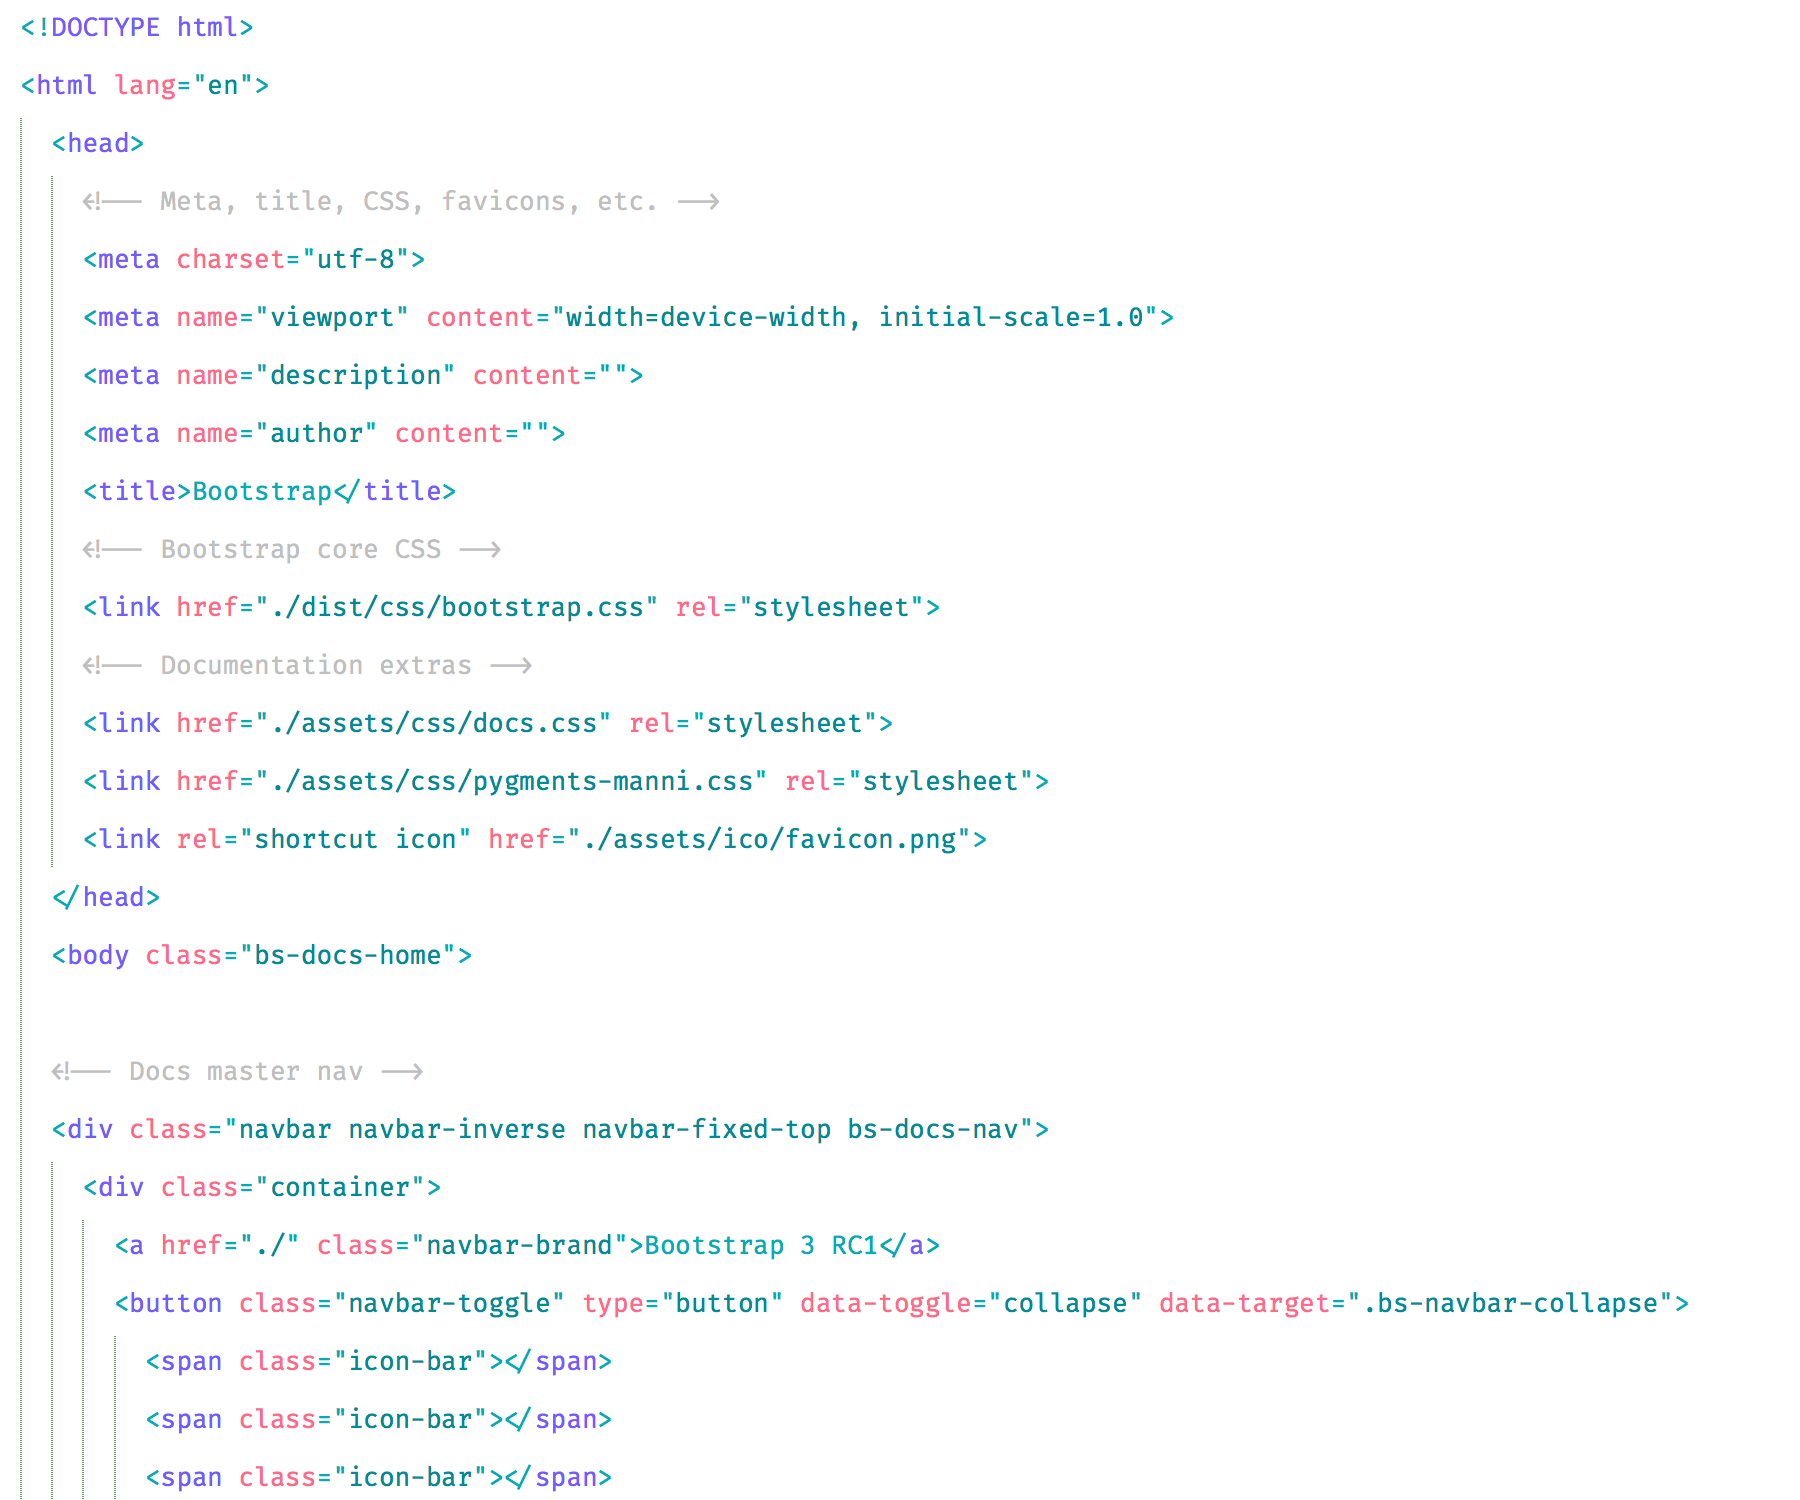 <!DOCTYPE html>
<html lang="en">
<head>
<!-- Meta, title, CSS, favicons, etc. -->
<meta charset="utf-8">
<meta name="viewport" content="width=device-width, initial-scale=1.0">
<meta name="description" content="">
<meta name="author" content="">
<title>Bootstrap</title>
<!-- Bootstrap core CSS -->
<link href="./dist/css/bootstrap.css" rel="stylesheet">
<!-- Documentation extras -->
<link href="./assets/css/docs.css" rel="stylesheet">
<link href="./assets/css/pygments-manni.css" rel="stylesheet">
<link rel="shortcut icon" href="./assets/ico/favicon.png">
</head>
<body class="bs-docs-home">
<!-- Docs master nav -->
<div class="navbar navbar-inverse navbar-fixed-top bs-docs-nav">
<div class="container">
<a href="./" class="navbar-brand">Bootstrap 3 RC1</a>
<button class="navbar-toggle" type="button" data-toggle="collapse" data-target=".bs-navbar-collapse">
<span class="icon-bar"></span>
<span class="icon-bar"></span>
<span class="icon-bar"></span>